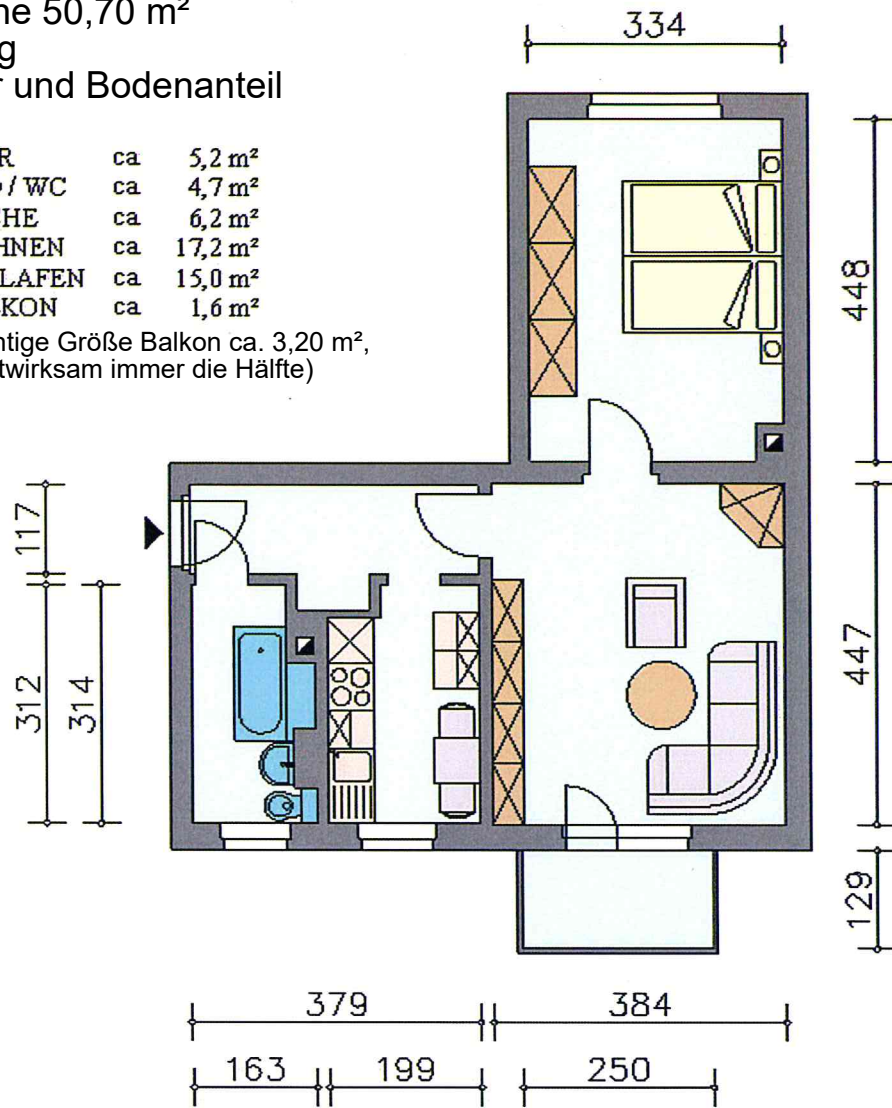 ne 50,70 m²
g
r und Bodenanteil
R ca 5,2 m²
/ WC ca 4,7 m²
HE ca 6,2 m²
HNEN ca 17,2 m²
LAFEN ca 15,0 m²
KON ca 1,6 m²
ntige Größe Balkon ca. 3,20 m²,
twirksam immer die Hälfte)
334
448
117
312
314
447
129
379
384
163
199
250